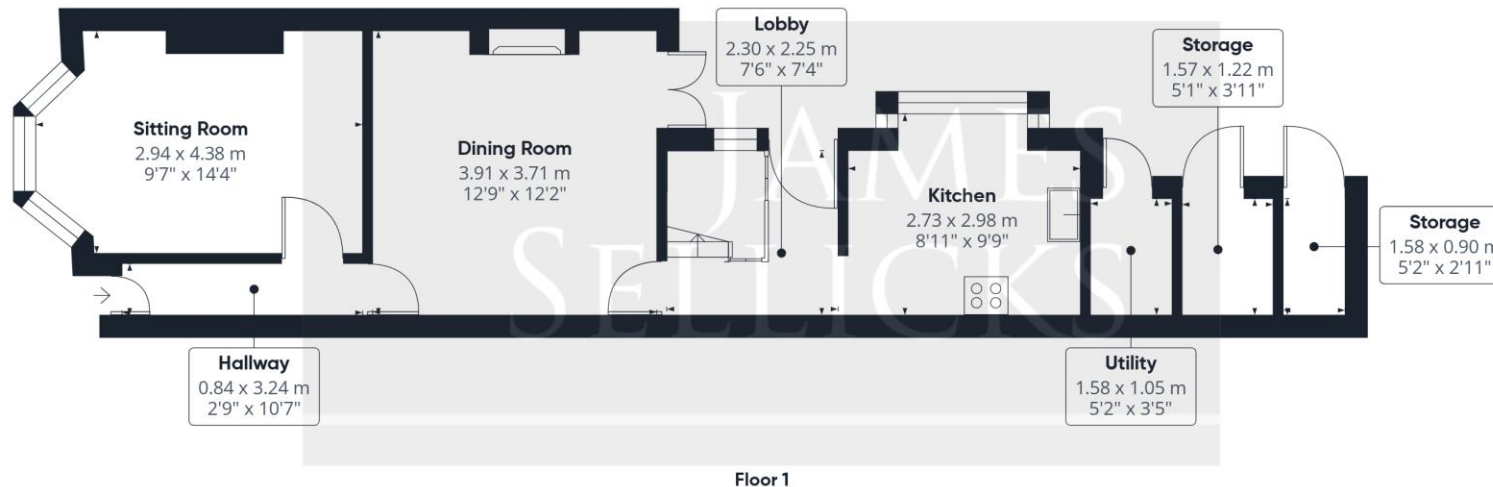 Lobby
2.30 x 2.25 m
7'6" x 7'4"
Storage
1.57 x 1.22 m
5'1" x 3'11"
Sitting Room
2.94 x 4.38 m
9'7" x 14'4"
Dining Room
3.91 x 3.71 m
12'9" x 12'2"
Kitchen
2.73 x 2.98 m
8'11" x 9'9"
Storage
1.58 x 0.90 m
5'2" x 2'11"
JAMES
SELLICKS
Hallway
0.84 x 3.24 m
2'9" x 10'7"
Utility
1.58 x 1.05 m
5'2" x 3'5"
Floor 1